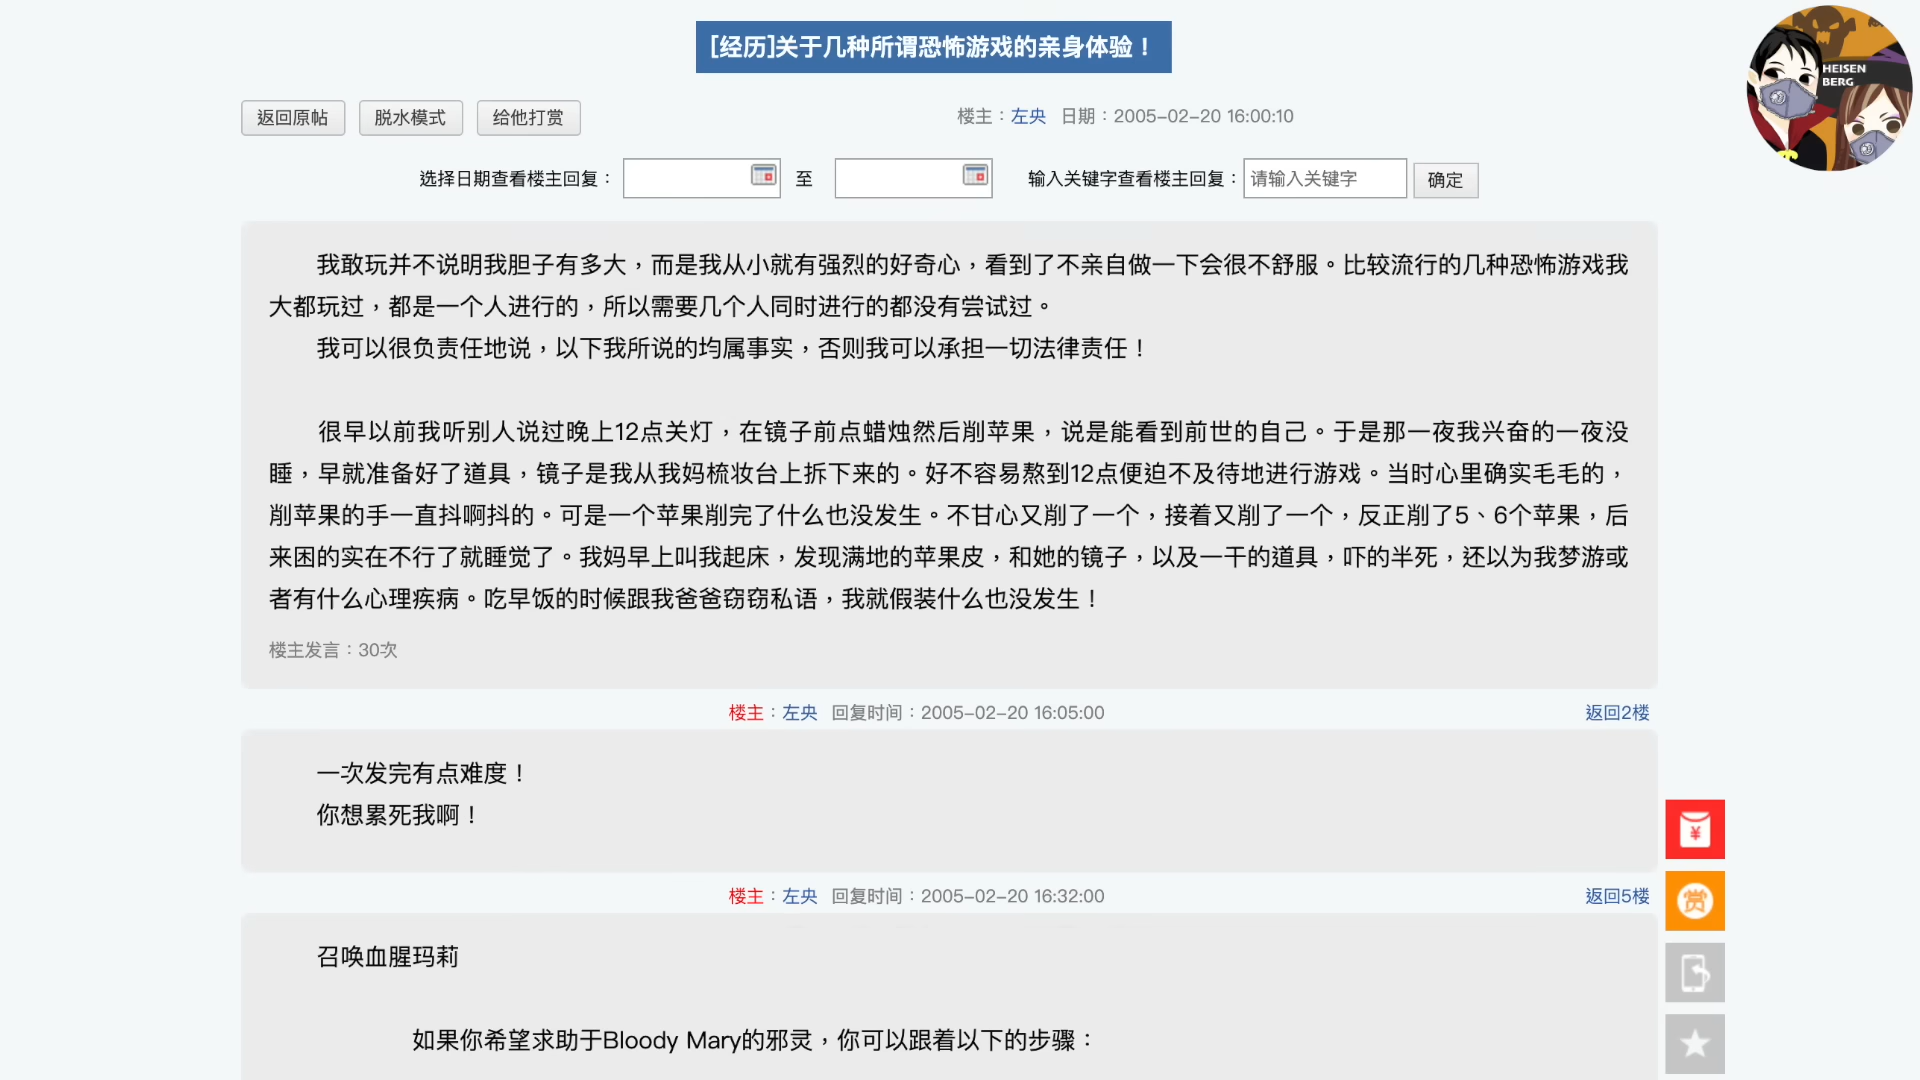 [经历]关于几种所谓恐怖游戏的亲身体验！
HEISEN
BERG
返回原帖 脱水模式 给他打赏 楼主：左央 日期：2005-02-20 16:00:10
选择日期查看楼主回复： 至 输入关键字查看楼主回复： 请输入关键字 确定
我敢玩并不说明我胆子有多大，而是我从小就有强烈的好奇心，看到了不亲自做一下会很不舒服。比较流行的几种恐怖游戏我
大都玩过，都是一个人进行的，所以需要几个人同时进行的都没有尝试过。
我可以很负责任地说，以下我所说的均属事实，否则我可以承担一切法律责任！
很早以前我听别人说过晚上12点关灯，在镜子前点蜡烛然后削苹果，说是能看到前世的自己。于是那一夜我兴奋的一夜没
睡，早就准备好了道具，镜子是我从我妈梳妆台上拆下来的。好不容易熬到12点便迫不及待地进行游戏。当时心里确实毛毛的，
削苹果的手一直抖啊抖的。可是一个苹果削完了什么也没发生。不甘心又削了一个，接着又削了一个，反正削了5、6个苹果，后
来困的实在不行了就睡觉了。我妈早上叫我起床，发现满地的苹果皮，和她的镜子，以及一干的道具，吓的半死，还以为我梦游或
者有什么心理疾病。吃早饭的时候跟我爸爸窃窃私语，我就假装什么也没发生！
楼主发言：30次
楼主：左央 回复时间：2005-02-20 16:05:00 返回2楼
一次发完有点难度！
你想累死我啊！
¥
楼主：左央 回复时间：2005-02-20 16:32:00 返回5楼
赏
召唤血腥玛莉
如果你希望求助于Bloody Mary的邪灵，你可以跟着以下的步骤：